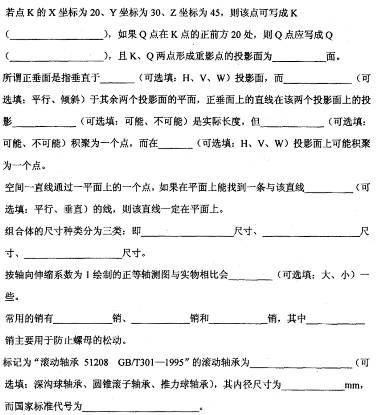 若点 K 的 X 坐标为 20、Y 坐标为 30、Z 坐标为 45，则该点可写成 K
（____________），如果 Q 点在 K 点的正前方 20 处，则 Q 点应写成 Q
（____________），且 K、Q 两点形成重影点的投影面为________面。
所谓正垂面是指垂直于______（可选填：H、V、W）投影面，而________（可
选填：平行、倾斜）于其余两个投影面的平面，正垂面上的直线在该两个投影面上的投
影________（可选填：可能、不可能）是实际长度，但________（可选填：
可能、不可能）积聚为一个点，而在_____（可选填：H、V、W）投影面上可能积聚
为一个点。
空间一直线通过一平面上的一个点，如果在平面上能找到一条与该直线______（可
选填：平行、垂直）的线，则该直线一定在平面上。
组合体的尺寸种类分为三类：即____________尺寸、____________尺
寸、____________尺寸。
按轴向伸缩系数为 1 绘制的正等轴测图与实物相比会______（可选填：大、小）一
些。
常用的销有________销、________销和________销，其中________
销主要用于防止螺母的松动。
标记为“滚动轴承 51208 GB/T301—1995”的滚动轴承为____________（可
选填：深沟球轴承、圆锥滚子轴承、推力球轴承），其内径尺寸为________mm，
而国家标准代号为________________。